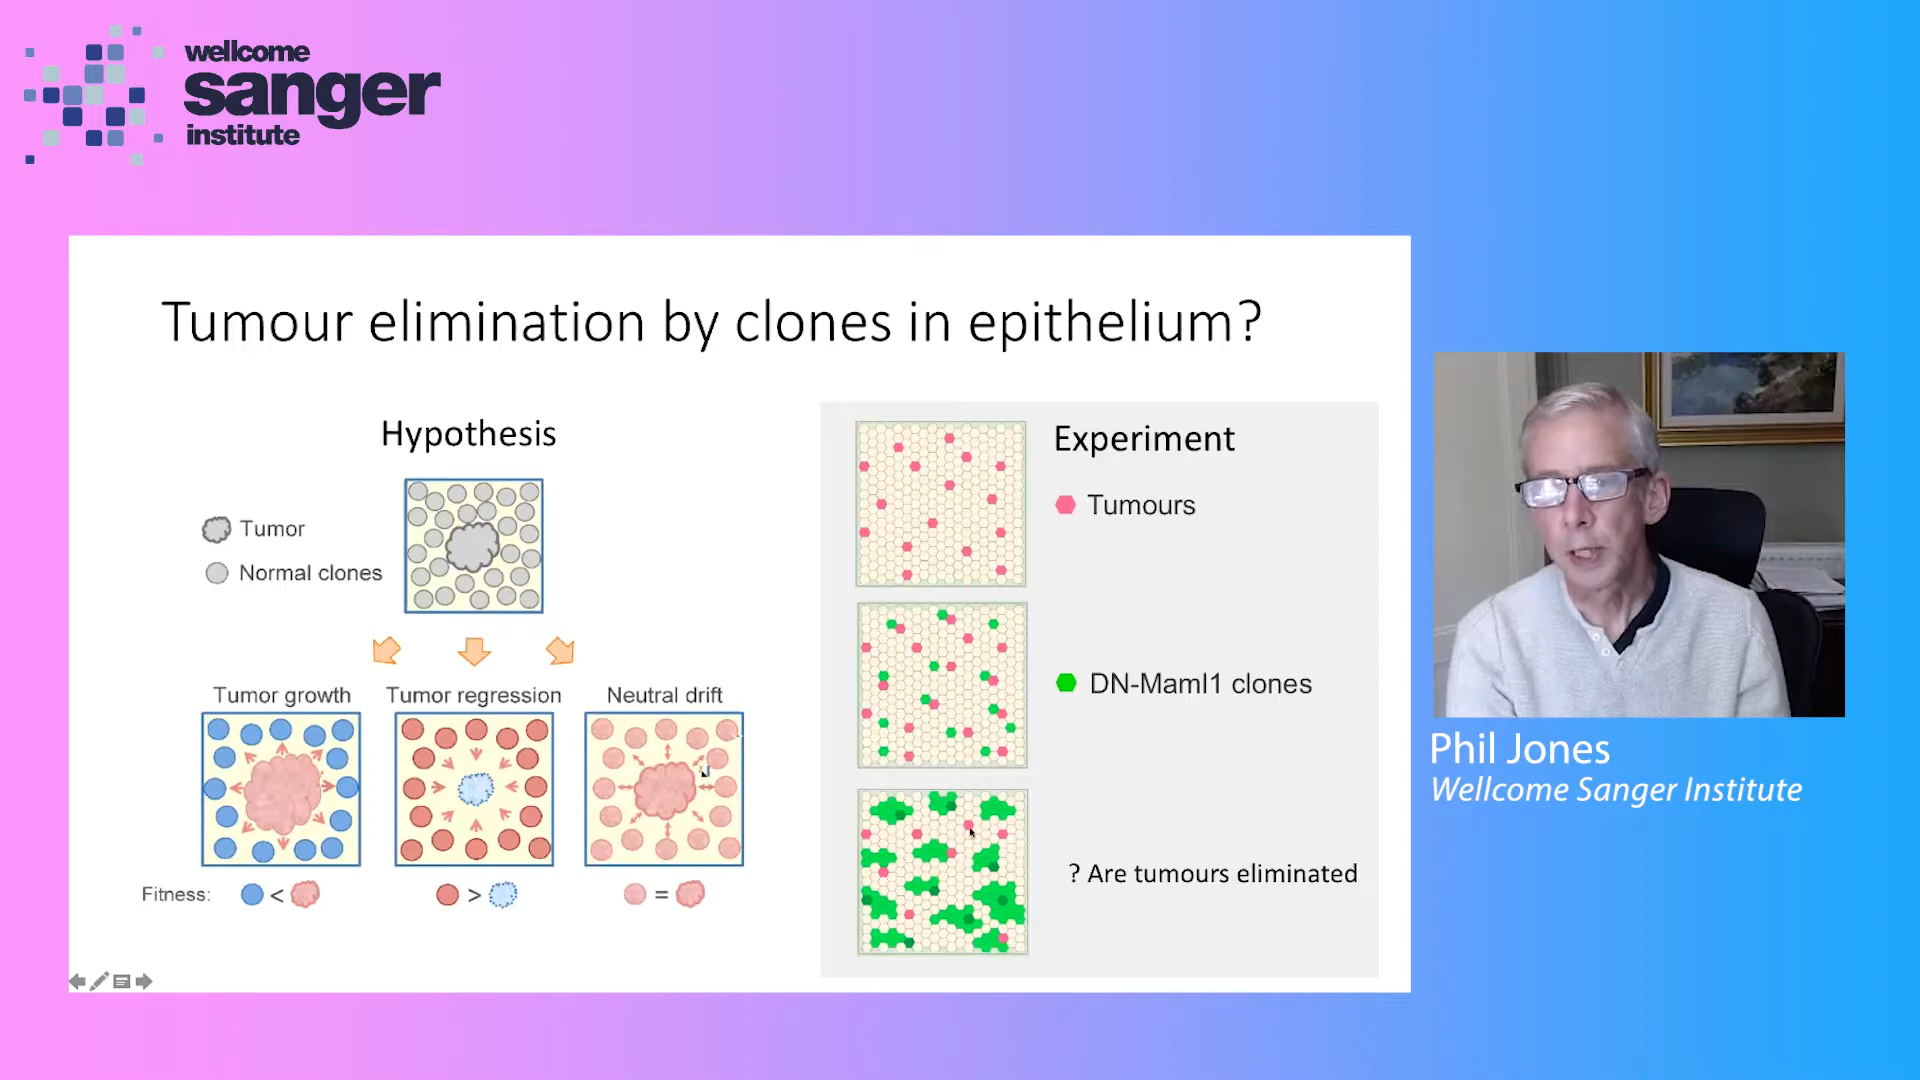 wellcome
sanger
institute
Tumour elimination by clones in epithelium?
Hypothesis
Tumor
Normal clones
Tumor growth
Tumor regression
Neutral drift
Fitness:
<
>
=
Experiment
Tumours
DN-Maml1 clones
? Are tumours eliminated
Phil Jones
Wellcome Sanger Institute